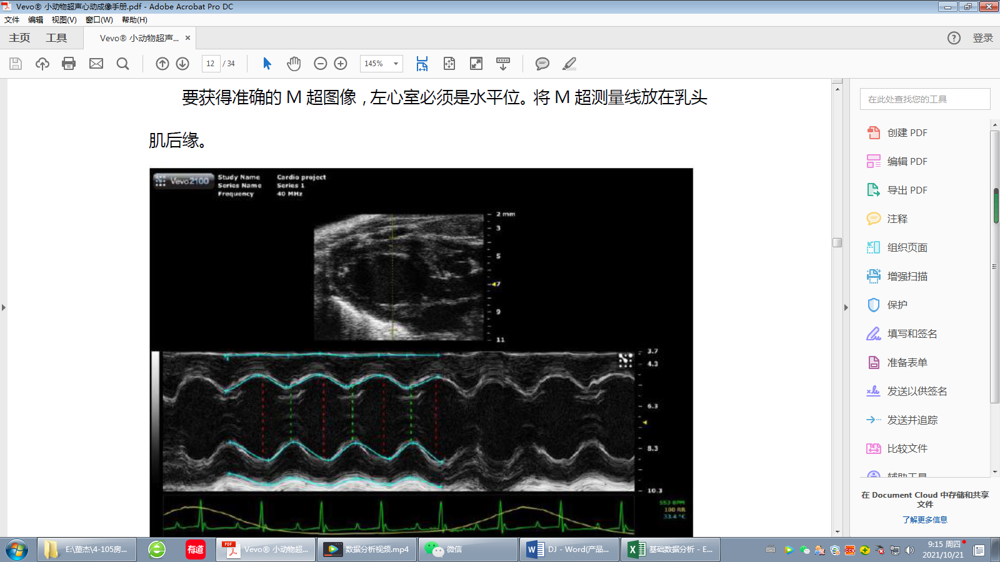 Vevo® 小动物超声心动成像手册.pdf - Adobe Acrobat Pro DC
文件 编辑 视图(V) 窗口(W) 帮助(H)
主页 工具 Vevo® 小动物超声... × 登录
12 / 34 145%
要获得准确的 M 超图像，左心室必须是水平位。将 M 超测量线放在乳头
肌后缘。
Vevo2100
Study Name Cardio project
Series Name Series 1
Frequency 40 MHz
2 mm
3
5
7
9
11
3.7
4.3
6.3
8.3
10.3
553 BPM
100 RR
33.4 °C
在此处查找您的工具
创建 PDF
编辑 PDF
导出 PDF
注释
组织页面
增强扫描
保护
填写和签名
准备表单
发送以供签名
发送并追踪
比较文件
辅助工具
在 Document Cloud 中存储和共享
文件
了解更多信息
有道
E:\童杰\4-105房...
Vevo® 小动物超...
数据分析视频.mp4
微信
DJ - Word(产品...
基础数据分析 - E...
9:15 周四
2021/10/21